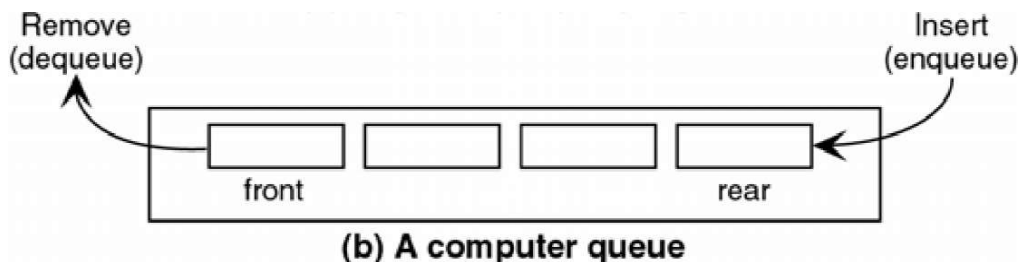 Remove
(dequeue)
Insert
(enqueue)
front
rear
(b) A computer queue